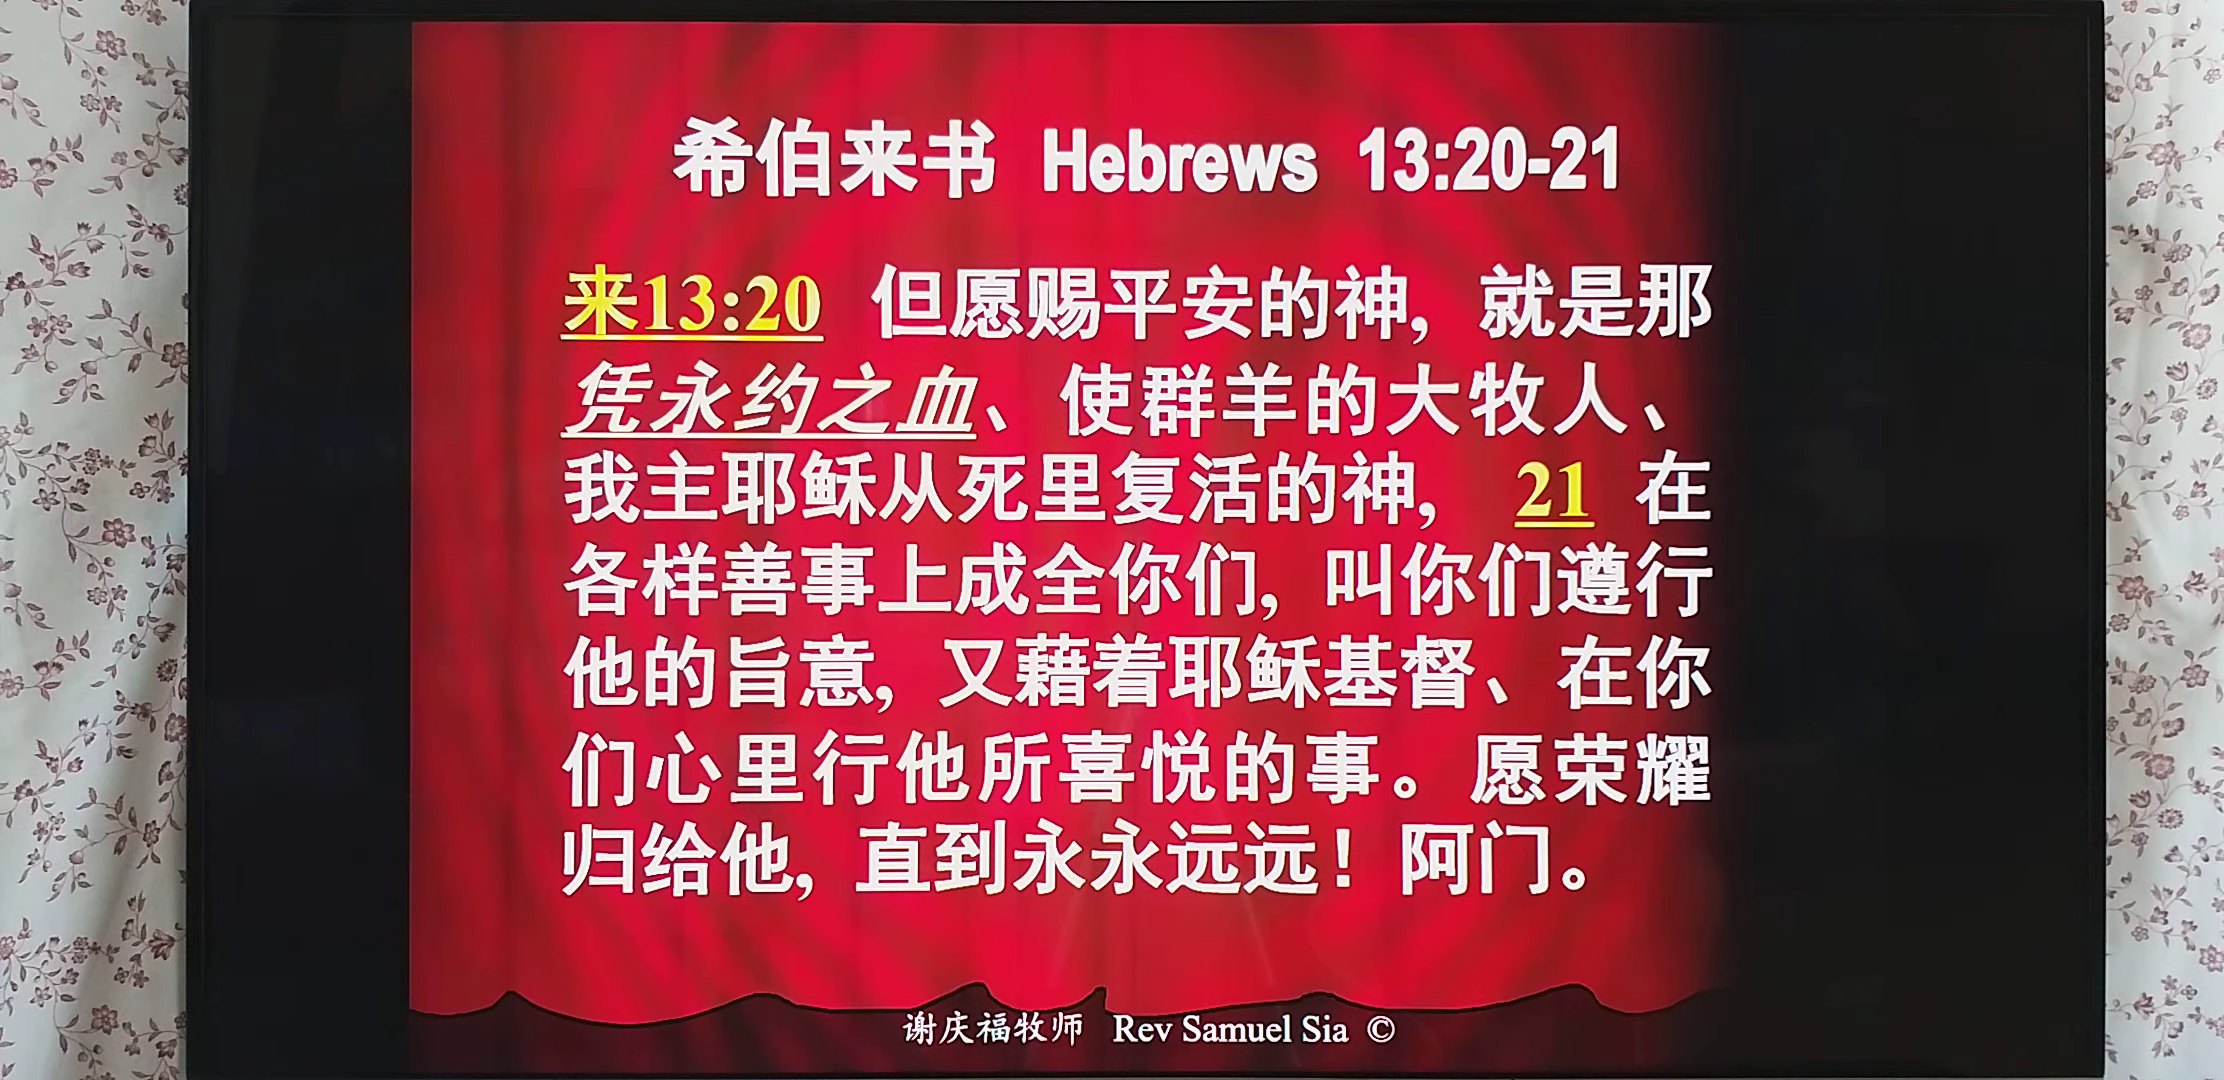 希伯来书 Hebrews 13:20-21
来13:20 但愿赐平安的神, 就是那
凭永约之血、使群羊的大牧人、
我主耶稣从死里复活的神, 21 在
各样善事上成全你们, 叫你们遵行
他的旨意, 又藉着耶稣基督、在你
们心里行他所喜悦的事。愿荣耀
归给他, 直到永永远远! 阿门。
谢庆福牧师 Rev Samuel Sia ©